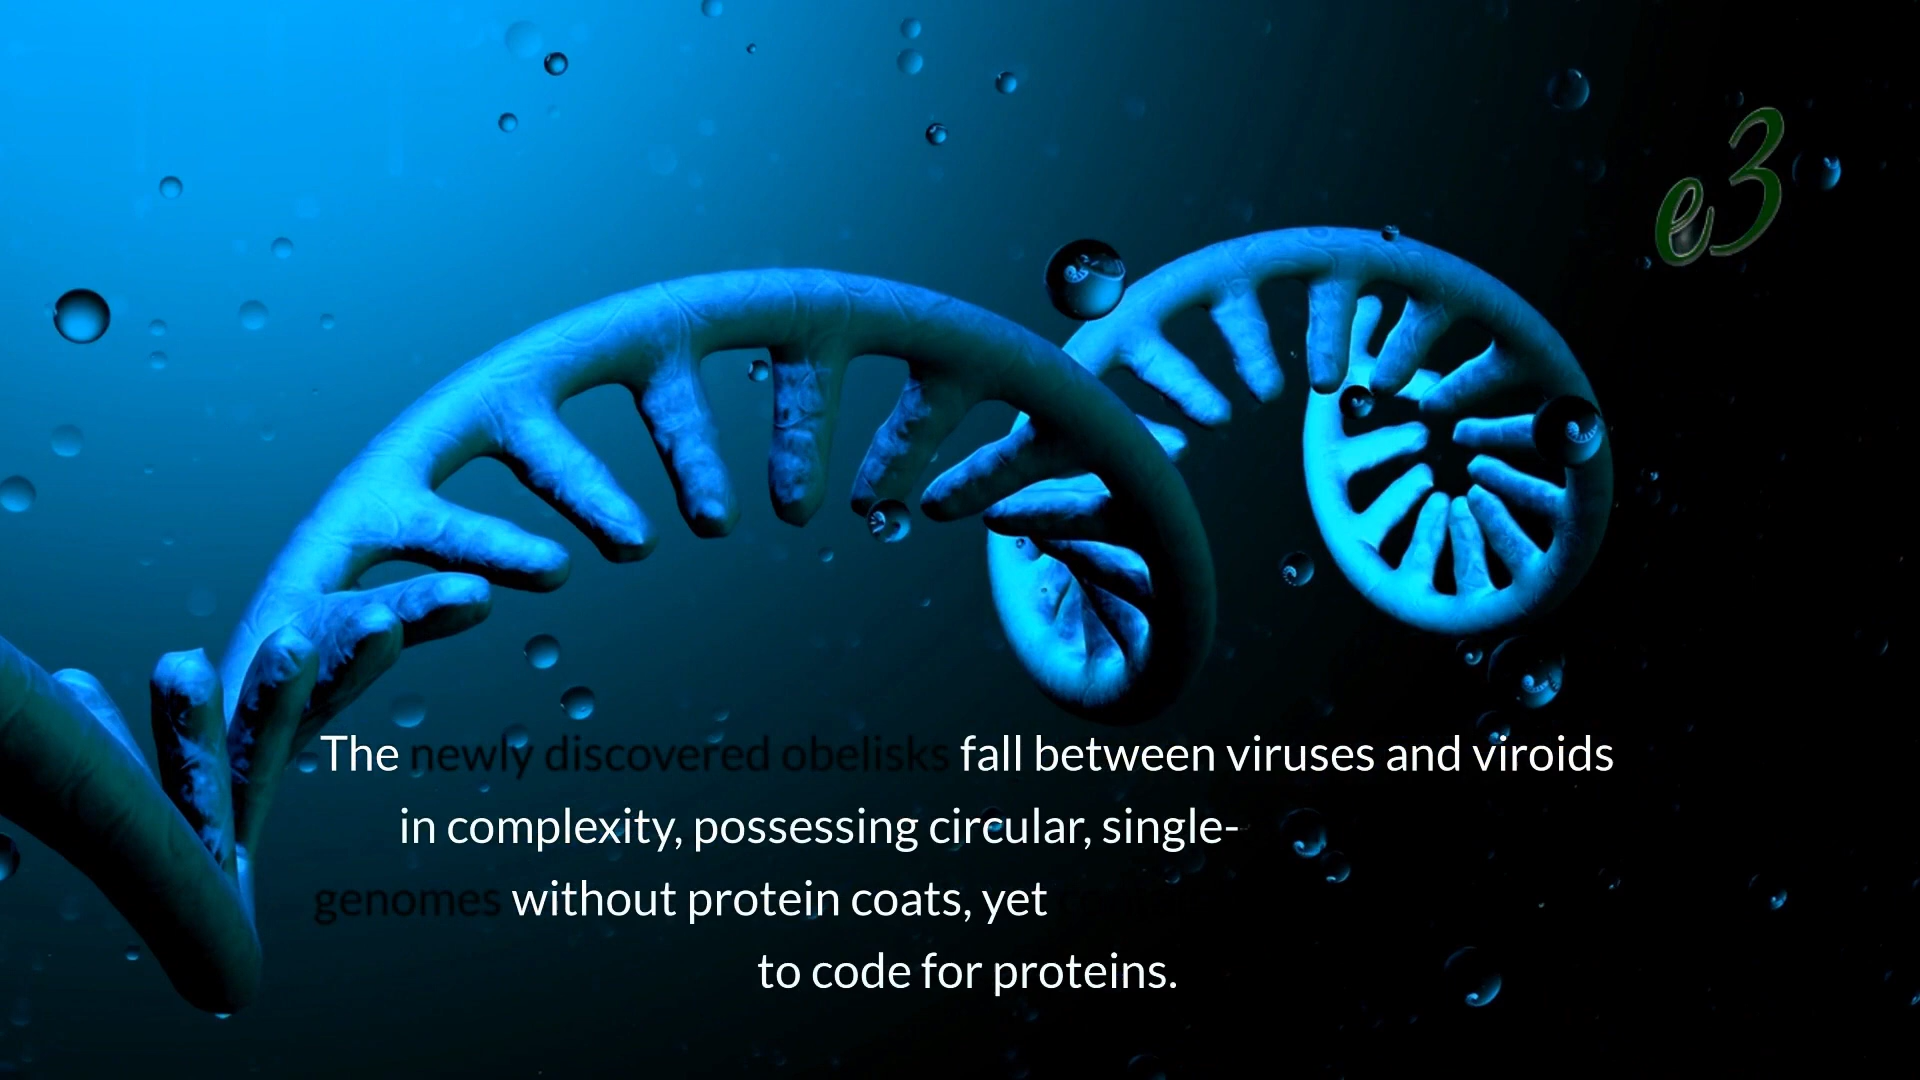 e3
The newly discovered obelisks fall between viruses and viroids
in complexity, possessing circular, single-
genomes without protein coats, yet
to code for proteins.